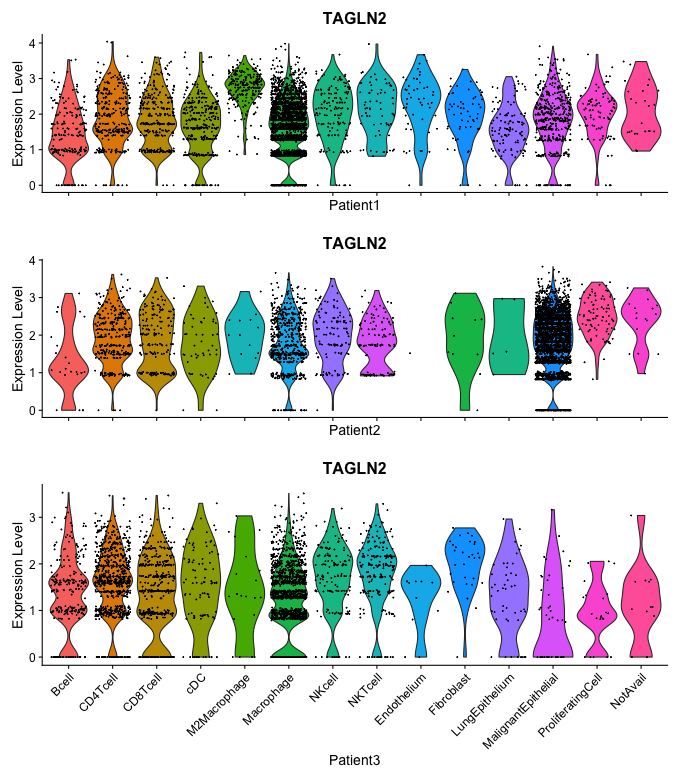 TAGLN2
Expression Level
4
3
2
1
0
Patient1
TAGLN2
Expression Level
4
3
2
1
0
Patient2
TAGLN2
Expression Level
3
2
1
0
Bcell
CD4Tcell
CD8Tcell
cDC
M2Macrophage
Macrophage
NKcell
NKTcell
Endothelium
Fibroblast
LungEpithelium
MalignantEpithelial
ProliferatingCell
NotAvail
Patient3